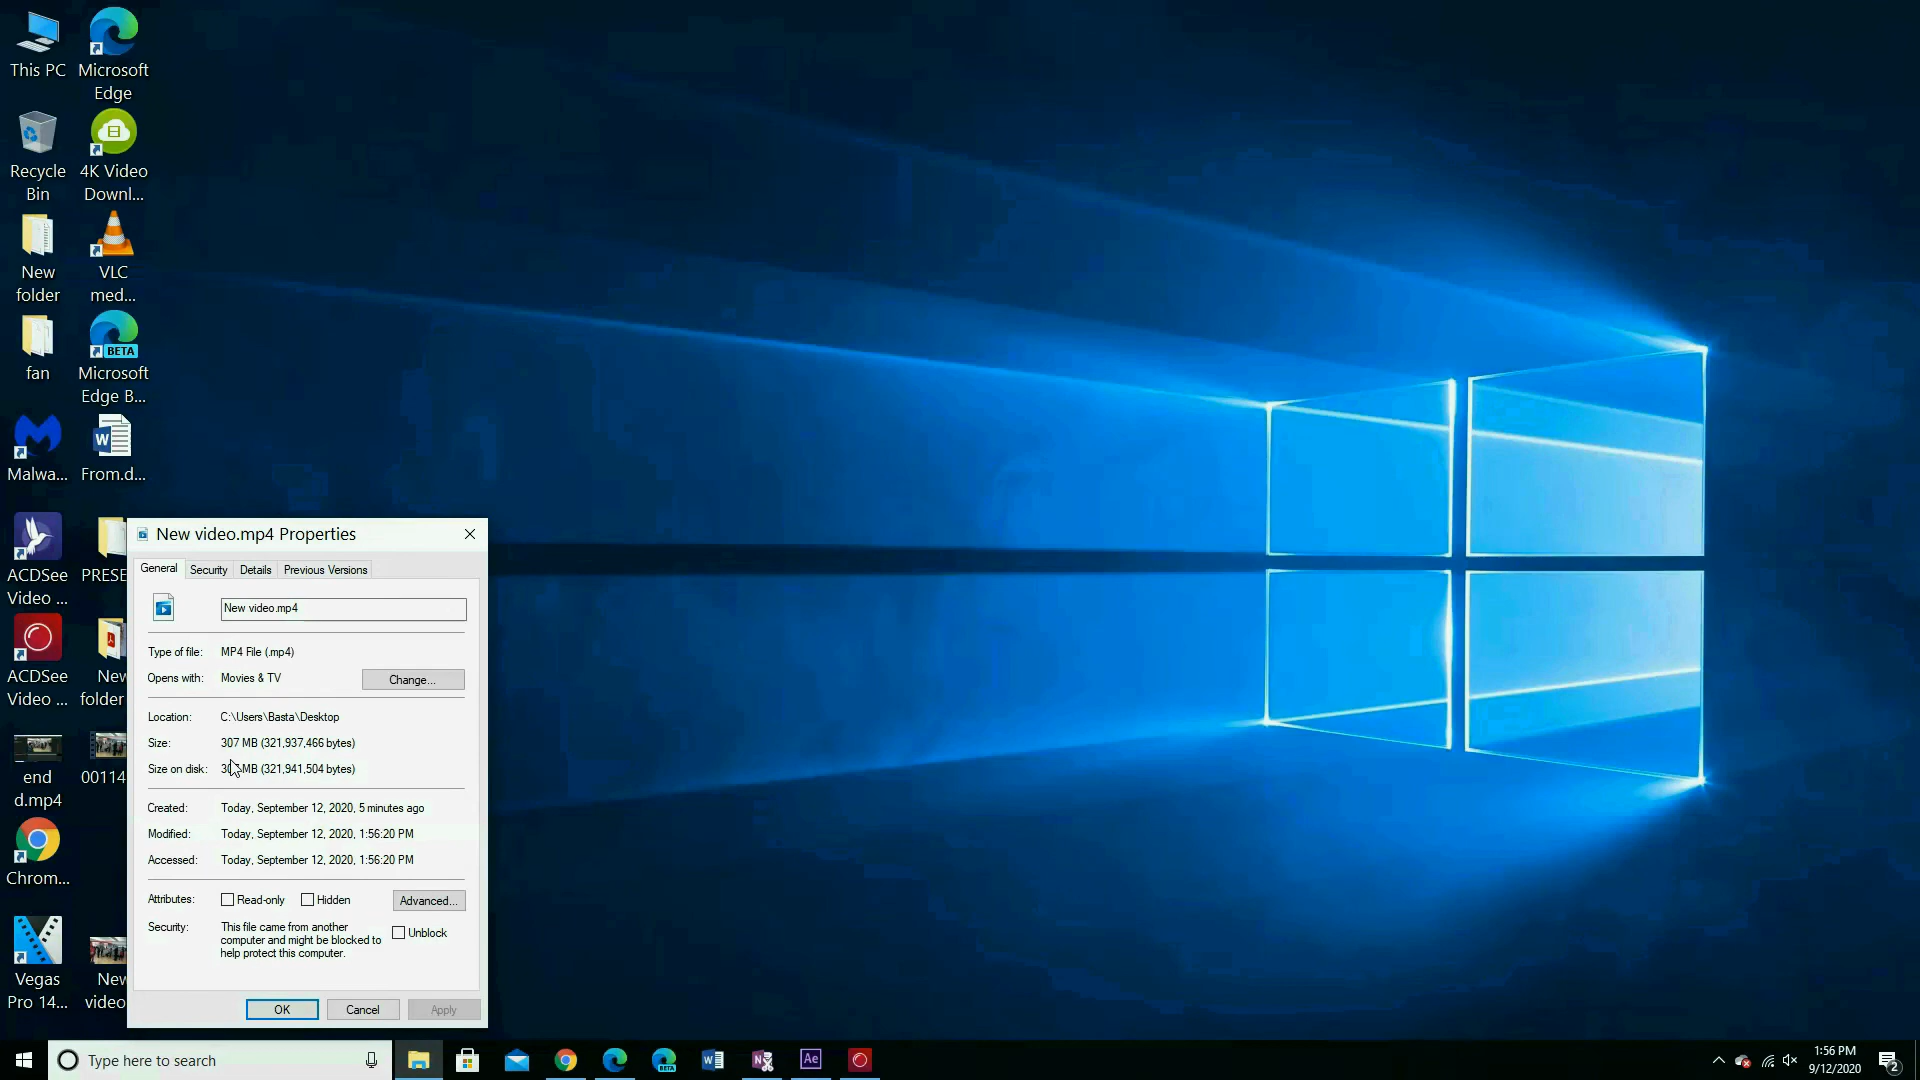 This PC
Microsoft
Edge
Recycle
Bin
4K Video
Downl...
New
folder
VLC
med...
fan
BETA
Microsoft
Edge B...
Malwa...
W
From.d...
ACDSee
Video ...
PRESE
ACDSee
Video ...
New
folder
end
d.mp4
00114
Chrom...
Vegas
Pro 14...
New
video
New video.mp4 Properties
General
Security
Details
Previous Versions
New video.mp4
Type of file: MP4 File (.mp4)
Opens with: Movies & TV
Change...
Location: C:\Users\Basta\Desktop
Size: 307 MB (321,937,466 bytes)
Size on disk: MB (321,941,504 bytes)
Created: Today, September 12, 2020, 5 minutes ago
Modified: Today, September 12, 2020, 1:56:20 PM
Accessed: Today, September 12, 2020, 1:56:20 PM
Attributes: Read-only Hidden
Advanced...
Security: This file came from another
computer and might be blocked to
help protect this computer.
Unblock
OK
Cancel
Apply
Type here to search
BETA
W
N
Ae
1:56 PM
9/12/2020
2